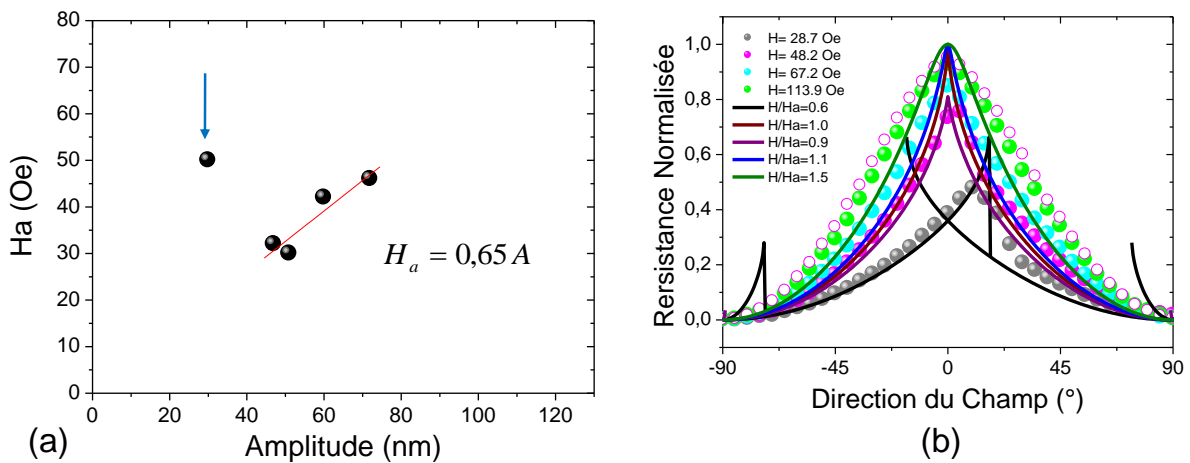 80
70
60
50
40
30
20
10
0
Ha (Oe)
0 20 40 60 80 100 120
Amplitude (nm)
H_a = 0,65 A
(a)
1,0
0,8
0,6
0,4
0,2
0,0
Rersistance Normalisée
H= 28.7 Oe
H= 48.2 Oe
H= 67.2 Oe
H=113.9 Oe
H/Ha=0.6
H/Ha=1.0
H/Ha=0.9
H/Ha=1.1
H/Ha=1.5
-90 -45 0 45 90
Direction du Champ (°)
(b)